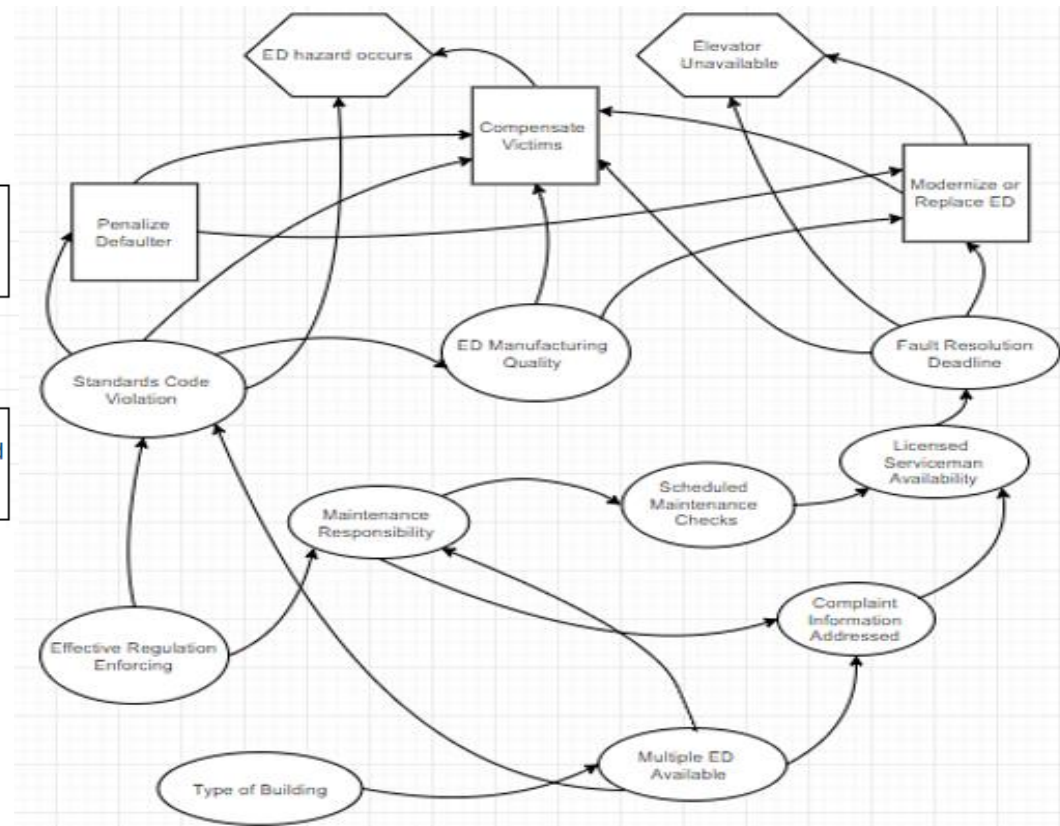 ED hazard occurs
Elevator
Unavailable
Compensate
Victims
Modernize or
Replace ED
Penalize
Defaulter
ED Manufacturing
Quality
Fault Resolution
Deadline
Standards Code
Violation
Licensed
Serviceman
Availability
Scheduled
Maintenance
Checks
Maintenance
Responsibility
Complaint
Information
Addressed
Effective Regulation
Enforcing
Multiple ED
Available
Type of Building